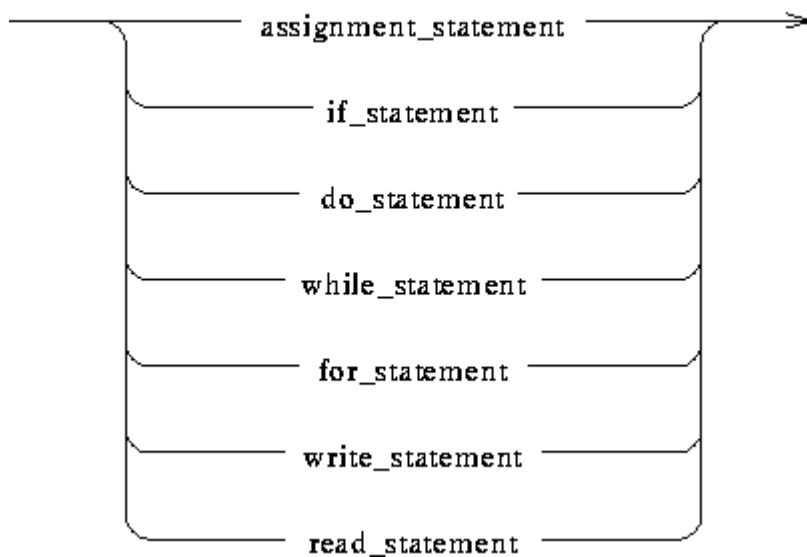 assignment_statement
if_statement
do_statement
while_statement
for_statement
write_statement
read_statement